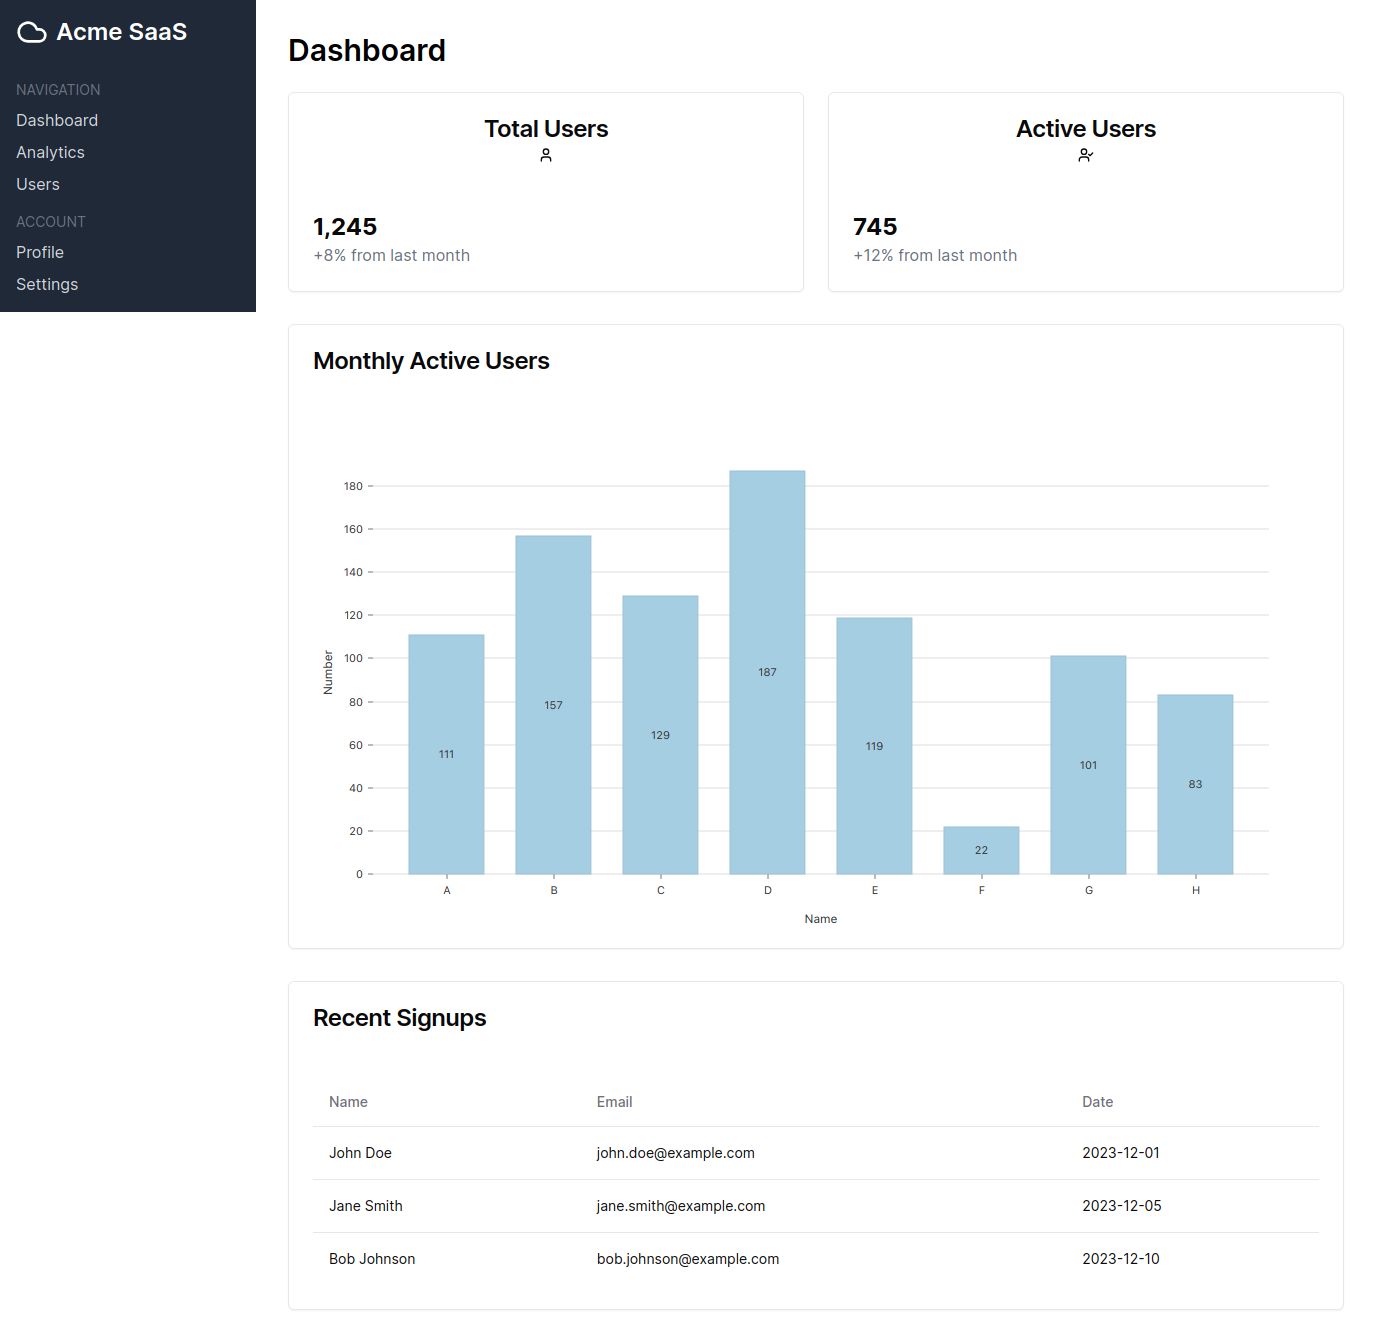 Acme SaaS
NAVIGATION
Dashboard
Analytics
Users
ACCOUNT
Profile
Settings
Dashboard
Total Users
1,245
+8% from last month
Active Users
745
+12% from last month
Monthly Active Users
Number
180
160
140
120
100
80
60
40
20
0
111
157
129
187
119
22
101
83
A B C D E F G H
Name
Recent Signups
Name Email Date
John Doe john.doe@example.com 2023-12-01
Jane Smith jane.smith@example.com 2023-12-05
Bob Johnson bob.johnson@example.com 2023-12-10